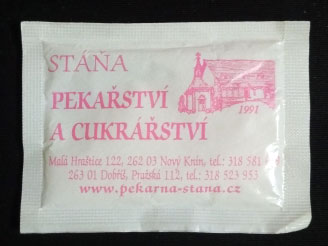 STÁŇA
PEKAŘSTVÍ
1991
A CUKRÁŘSTVÍ
Malá Hraštice 122, 262 03 Nový Knín, tel.: 318 581
263 01 Dobříš, Pražská 112, tel.: 318 523 953
www.pekarna-stana.cz